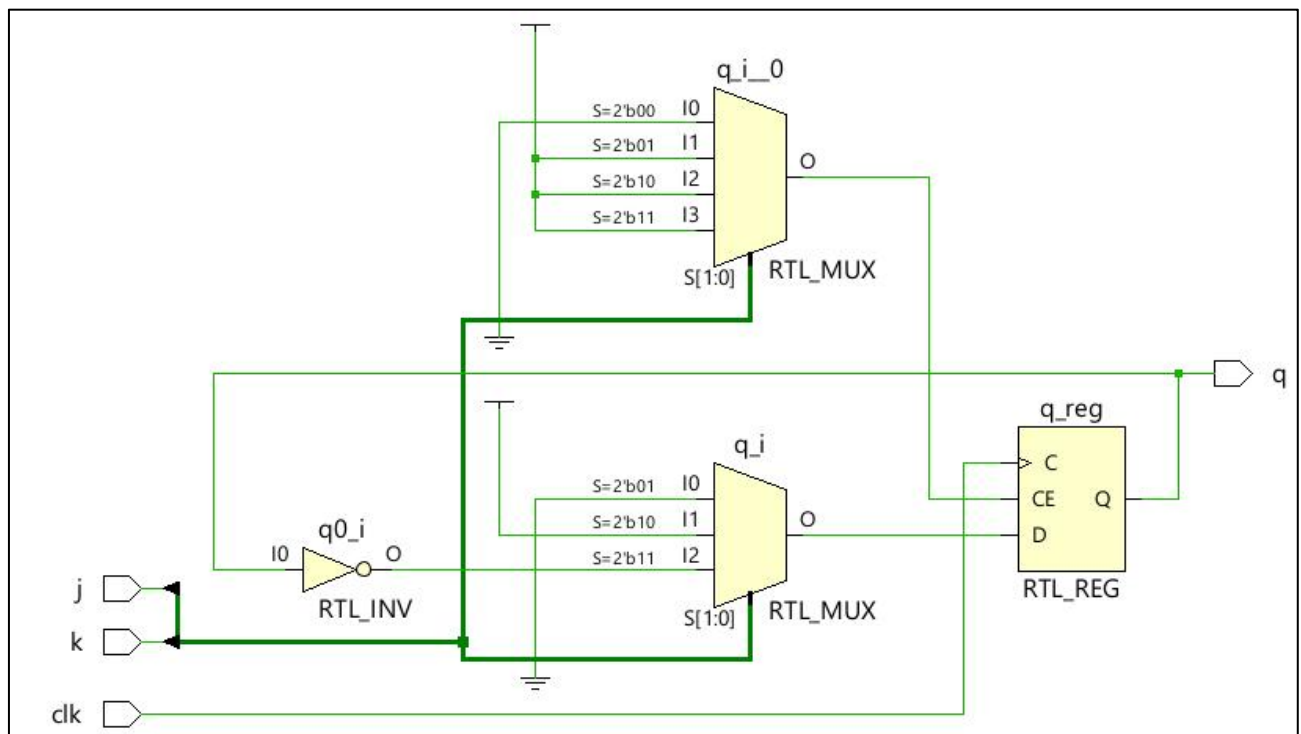 q_i__0
S=2'b00 I0
S=2'b01 I1
S=2'b10 I2
S=2'b11 I3
O
S[1:0]
RTL_MUX
q
q_reg
C
CE
D
Q
RTL_REG
q_i
S=2'b01 I0
S=2'b10 I1
S=2'b11 I2
O
S[1:0]
RTL_MUX
q0_i
I0
O
RTL_INV
j
k
clk